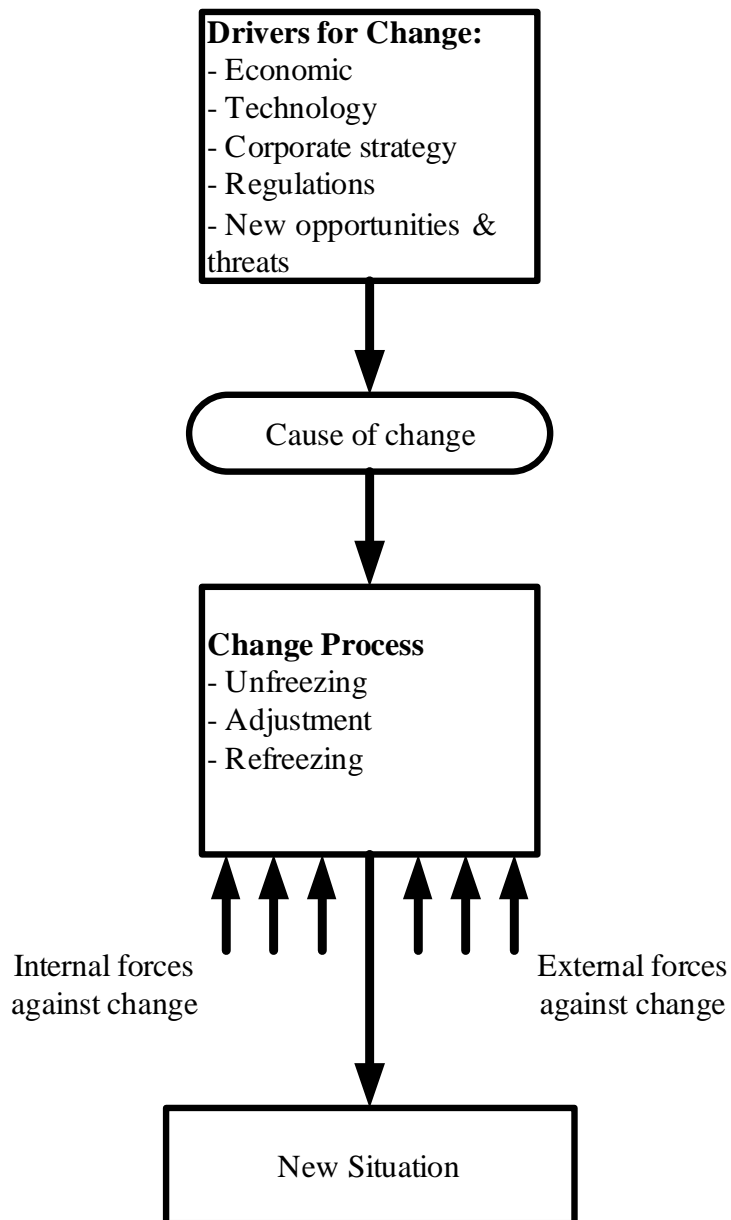 Drivers for Change:
- Economic
- Technology
- Corporate strategy
- Regulations
- New opportunities &
threats
Cause of change
Change Process
- Unfreezing
- Adjustment
- Refreezing
Internal forces
against change
External forces
against change
New Situation